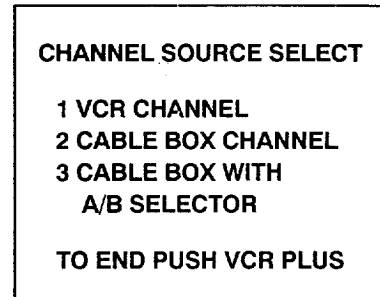 CHANNEL SOURCE SELECT
1 VCR CHANNEL
2 CABLE BOX CHANNEL
3 CABLE BOX WITH
A/B SELECTOR
TO END PUSH VCR PLUS